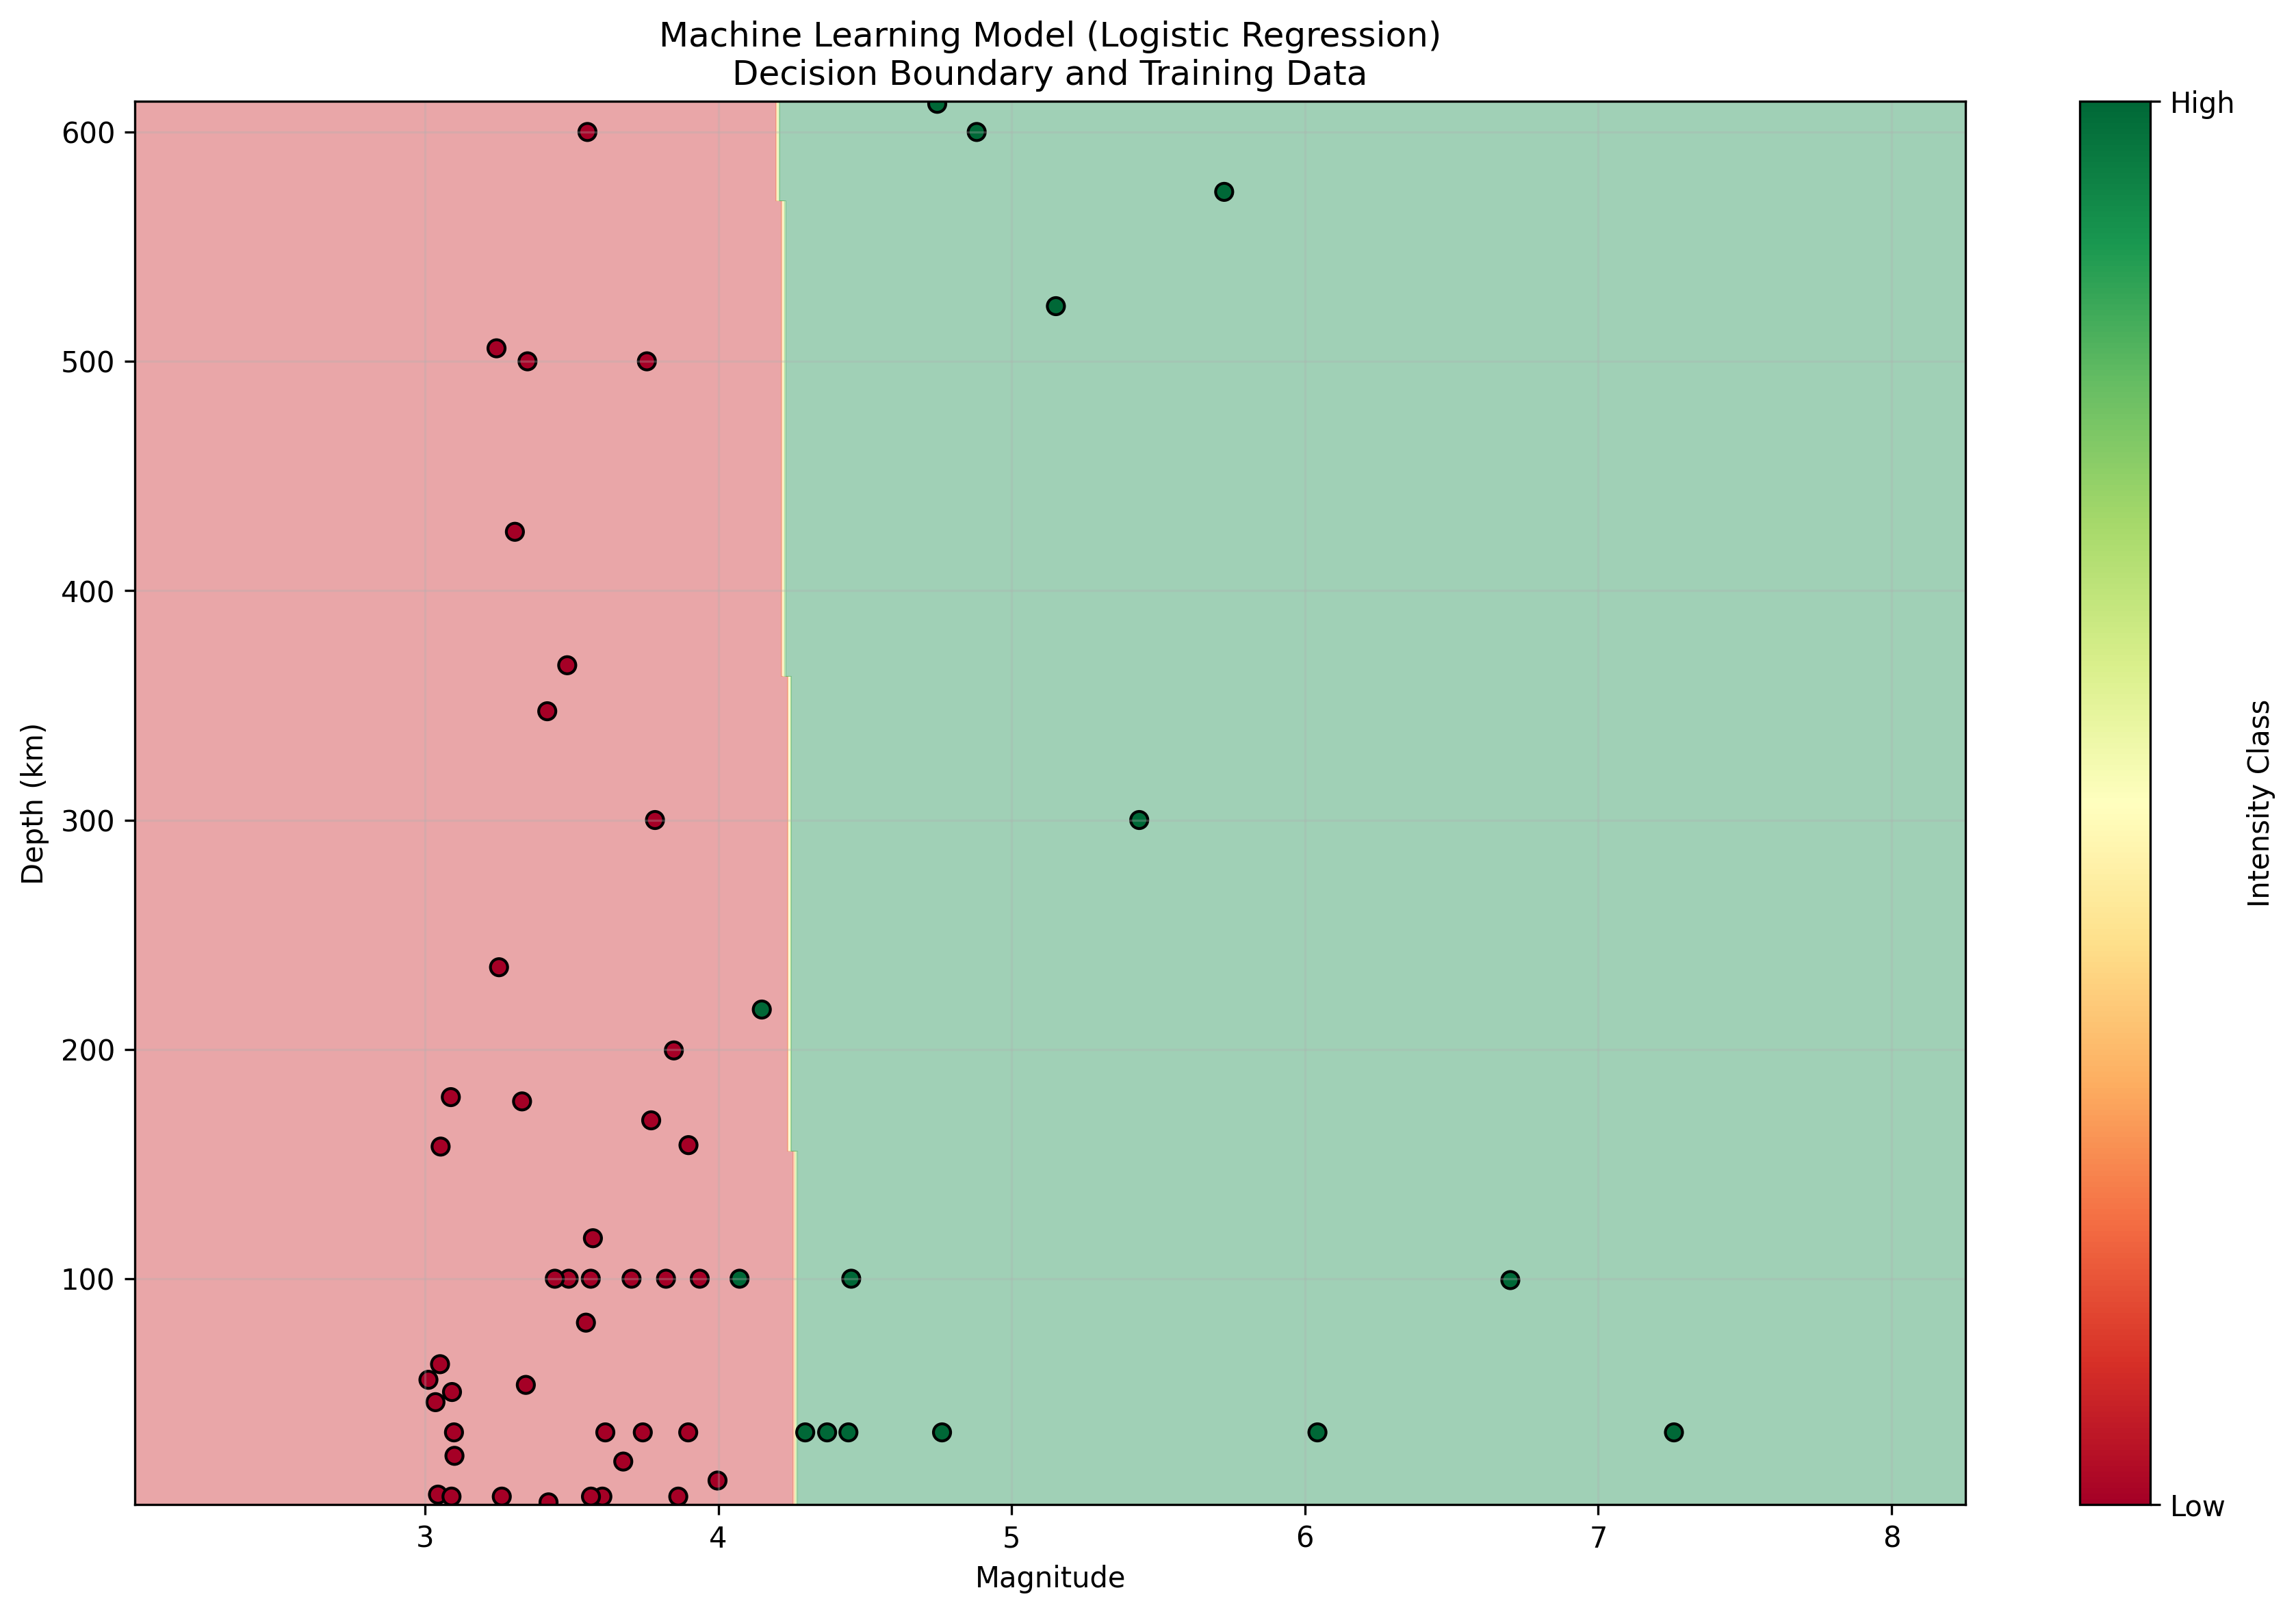 Machine Learning Model (Logistic Regression)
Decision Boundary and Training Data
600
500
400
300
200
100
Depth (km)
3 4 5 6 7 8
Magnitude
High
Low
Intensity Class